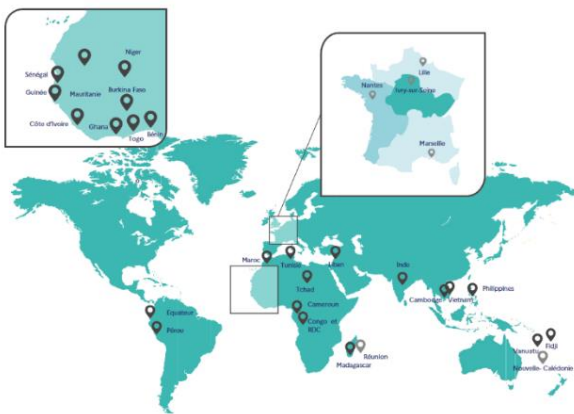 Niger
Sénégal
Guinée
Meuritanie
Burkina Faso
Côte d'Ivoire
Ghana
Togo
Bénin
Lille
Nantes
Ivry-sur-Seine
Marseille
Maroc
Tunisie
Liban
Tchad
Inde
Cambodge
Vietnam
Philippines
Cameroun
Congo et
RDC
Equateur
Pérou
Madagascar
Réunion
Vanuatu
Fidji
Nouvelle-Calédonie